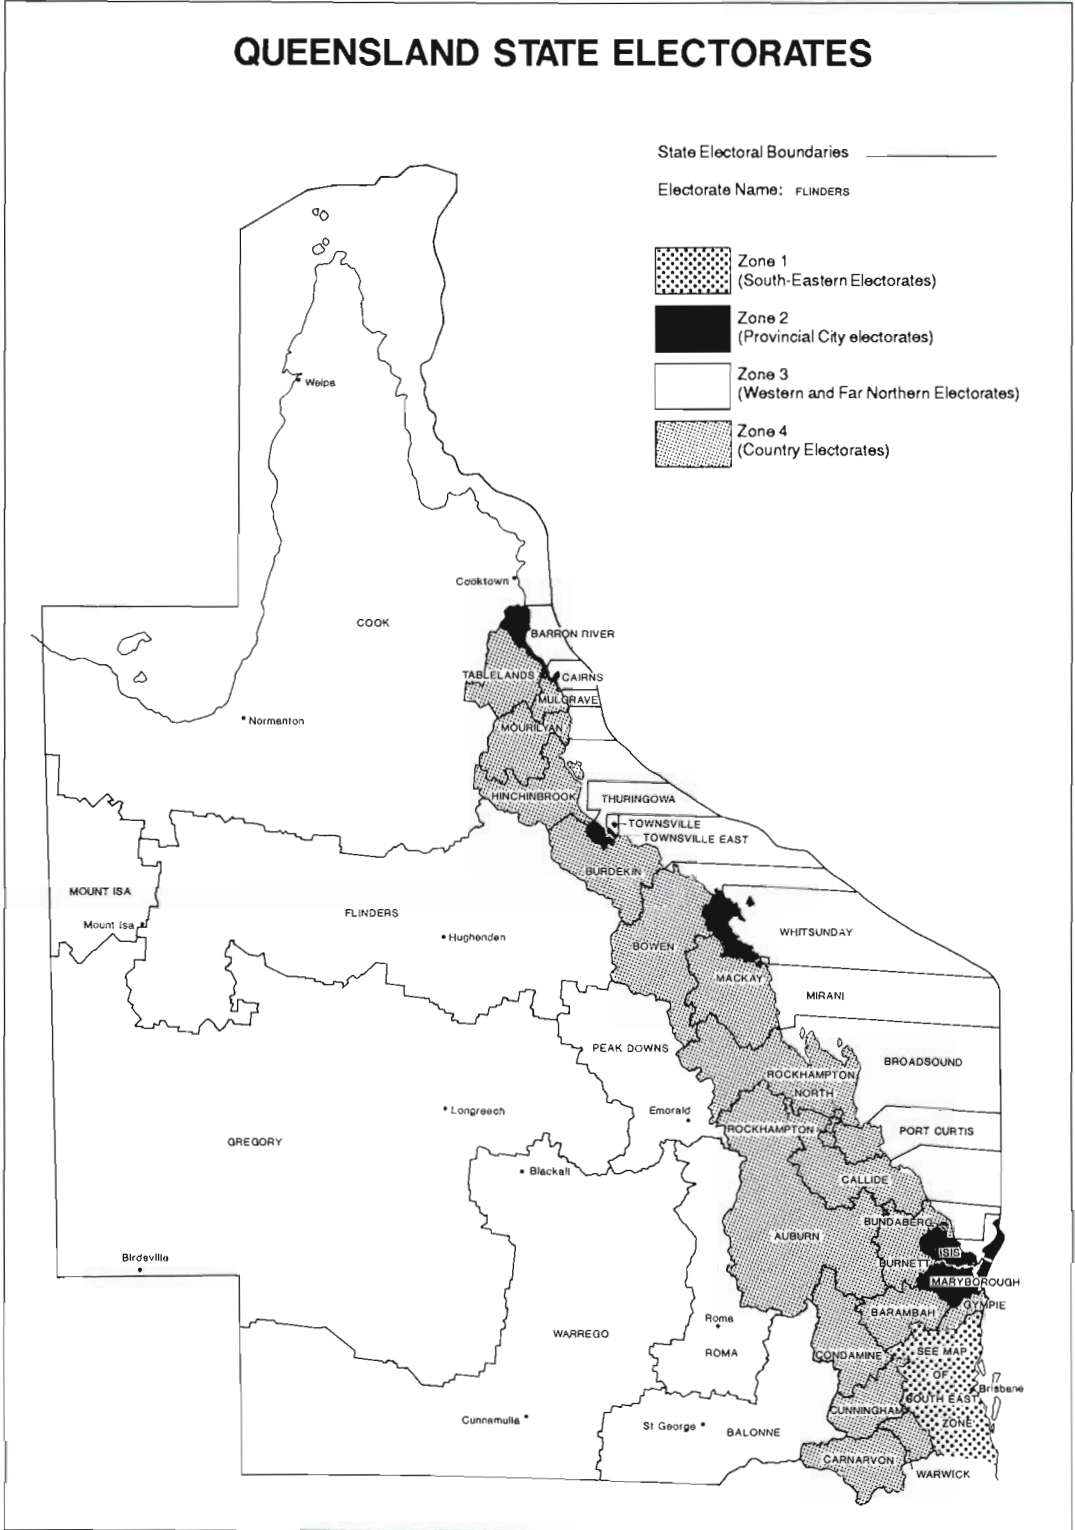 QUEENSLAND STATE ELECTORATES
State Electoral Boundaries
Electorate Name: FLINDERS
Zone 1
(South-Eastern Electorates)
Zone 2
(Provincial City electorates)
Zone 3
(Western and Far Northern Electorates)
Zone 4
(Country Electorates)
Weipa
Cooktown
COOK
BARRON RIVER
TABLELANDS
CAIRNS
MULGRAVE
Normanton
MOURILYAN
HINCHINBROOK
THURINGOWA
TOWNSVILLE
TOWNSVILLE EAST
BURDEKIN
MOUNT ISA
Mount Isa
FLINDERS
Hughenden
WHITSUNDAY
BOWEN
MACKAY
MIRANI
PEAK DOWNS
BROADSOUND
ROCKHAMPTON
NORTH
Longreech
Emorald
ROCKHAMPTON
PORT CURTIS
GREGORY
Blackall
CALLIDE
BUNDABERG
AUBURN
ISIS
Birdsville
BURNETT
MARYBOROUGH
GYMPIE
BARAMBAH
Roma
WARREGO
ROMA
CONDAMINE
SEE MAP
OF
SOUTH EAST
ZONE
Brisbane
CUNNINGHAM
Cunnamulla
St George
BALONNE
CARNARVON
WARWICK